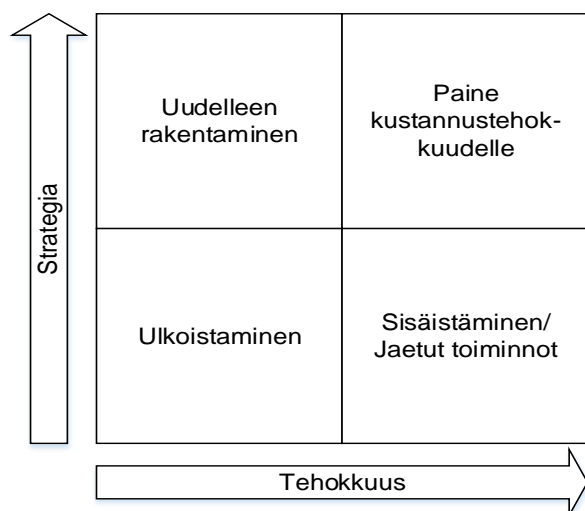 Strategia
Uudelleen
rakentaminen
Paine
kustannustehok-
kuudelle
Ulkoistaminen
Sisäistäminen/
Jaetut toiminnot
Tehokkuus